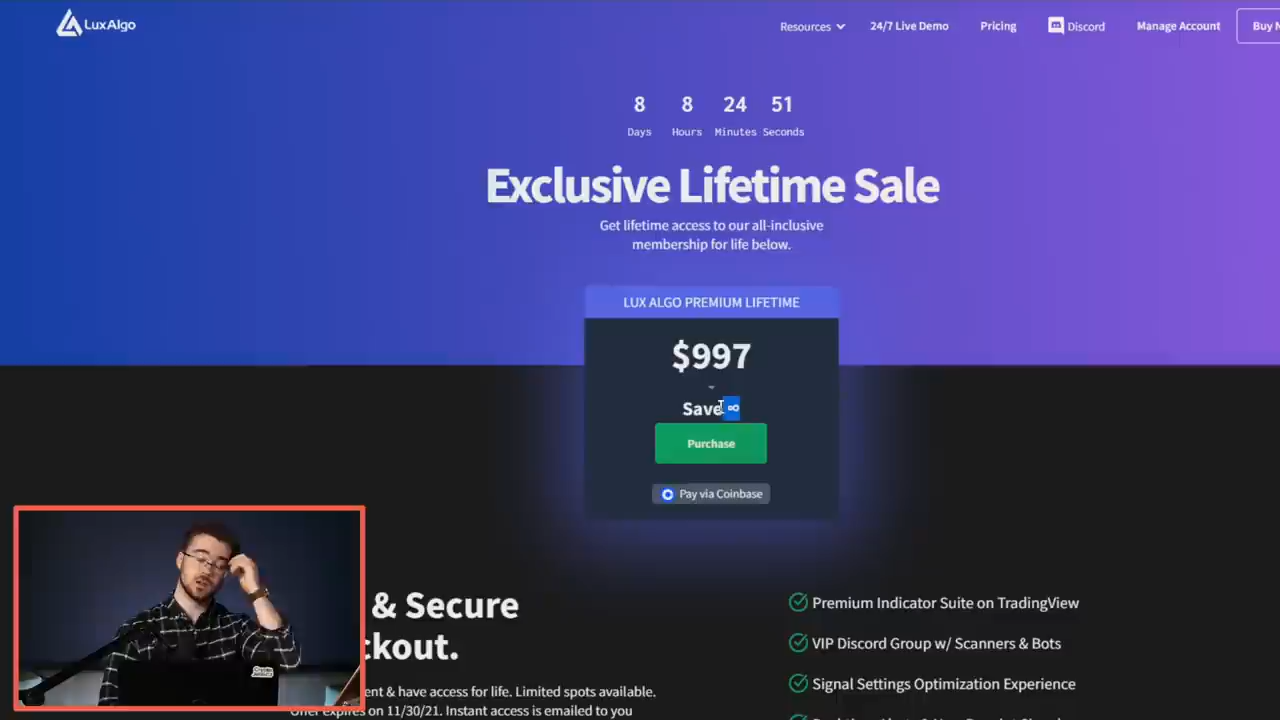 LuxAlgo
Resources
24/7 Live Demo
Pricing
Discord
Manage Account
Buy
8 8 24 51
Days Hours Minutes Seconds
Exclusive Lifetime Sale
Get lifetime access to our all-inclusive
membership for life below.
LUX ALGO PREMIUM LIFETIME
$997
-
Save ∞
Purchase
Pay via Coinbase
& Secure
ckout.
ent & have access for life. Limited spots available.
Offer expires on 11/30/21. Instant access is emailed to you
Premium Indicator Suite on TradingView
VIP Discord Group w/ Scanners & Bots
Signal Settings Optimization Experience